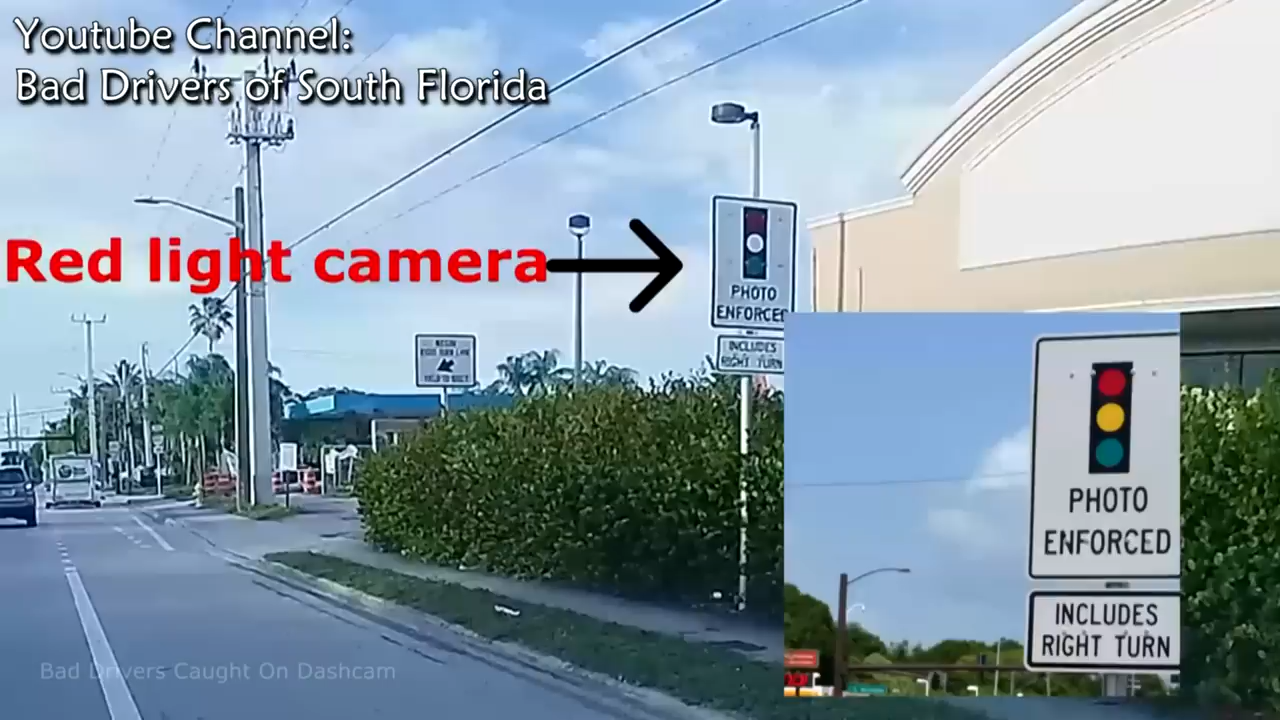 Youtube Channel:
Bad Drivers of South Florida
Red light camera
PHOTO
ENFORCED
INCLUDES
RIGHT TURN
PHOTO
ENFORCED
INCLUDES
RIGHT TURN
Bad Drivers Caught On Dashcam